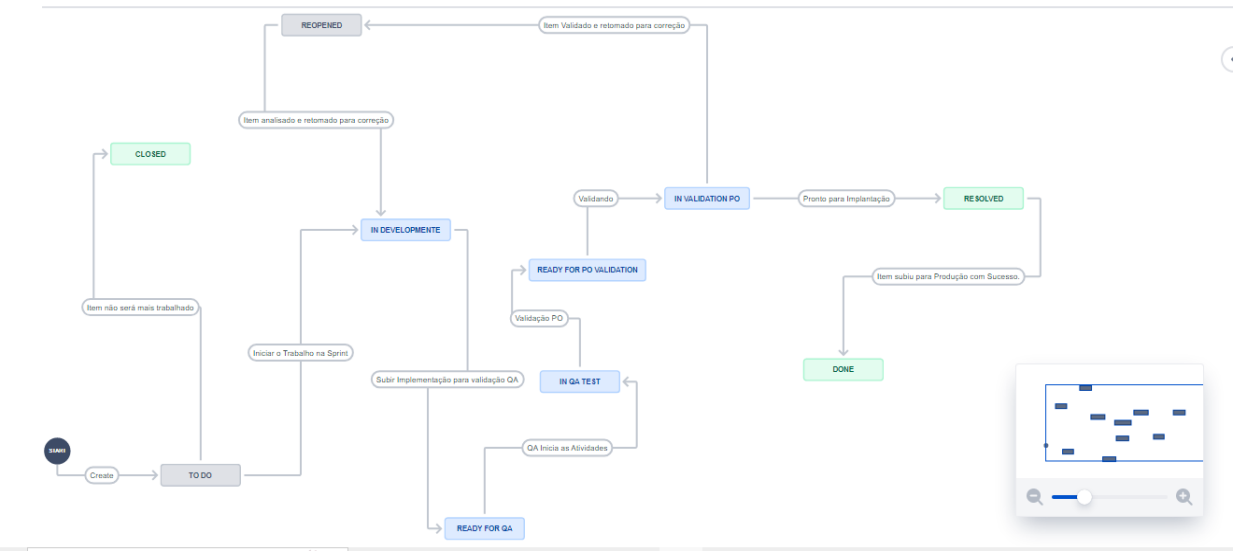 REOPENED
Item Validado e retomado para correção
Item analisado e retomado para correção
CLOSED
Validando
IN VALIDATION PO
Pronto para Implantação
RESOLVED
IN DEVELOPMENTE
READY FOR PO VALIDATION
Item subiu para Produção com Sucesso.
Item não será mais trabalhado
Validação PO
Iniciar o Trabalho na Sprint
DONE
Subir Implementação para validação QA
IN QA TEST
START
QA Inicia as Atividades
Create
TO DO
READY FOR QA